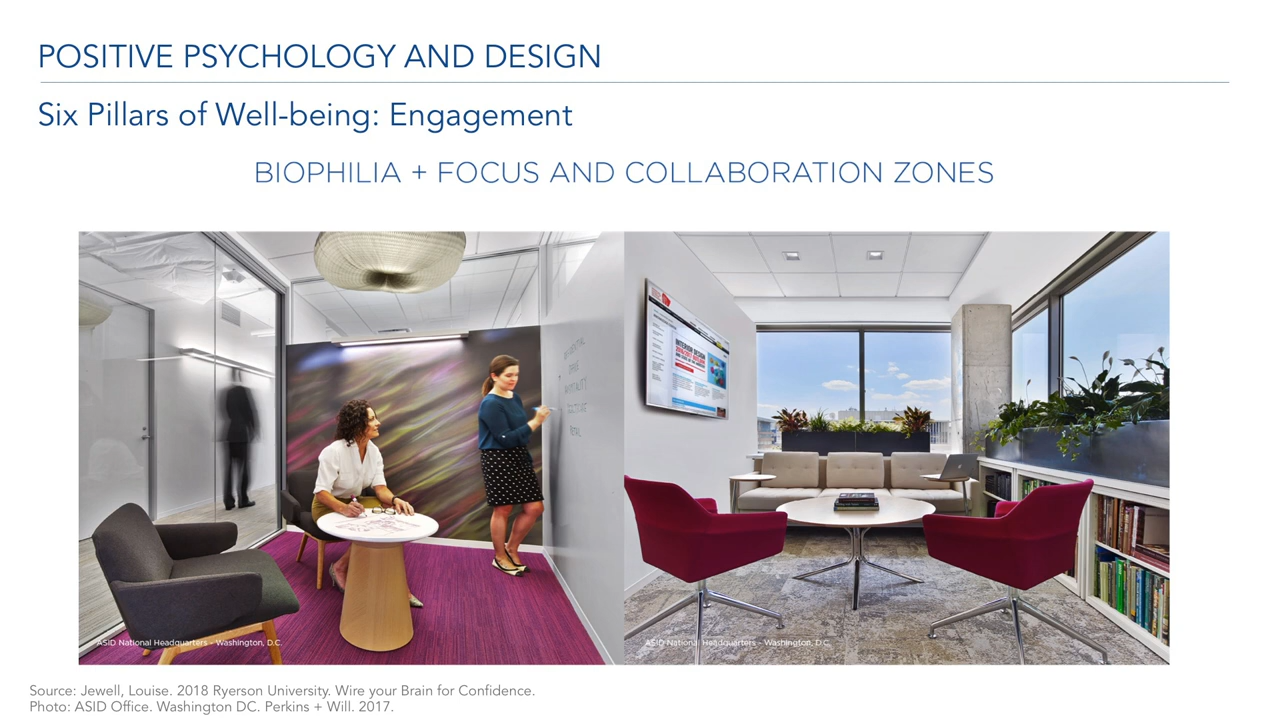 POSITIVE PSYCHOLOGY AND DESIGN
Six Pillars of Well-being: Engagement
BIOPHILIA + FOCUS AND COLLABORATION ZONES
ASID National Headquarters - Washington, D.C.
ASID National Headquarters - Washington, D.C.
Source: Jewell, Louise. 2018 Ryerson University. Wire your Brain for Confidence.
Photo: ASID Office. Washington DC. Perkins + Will. 2017.